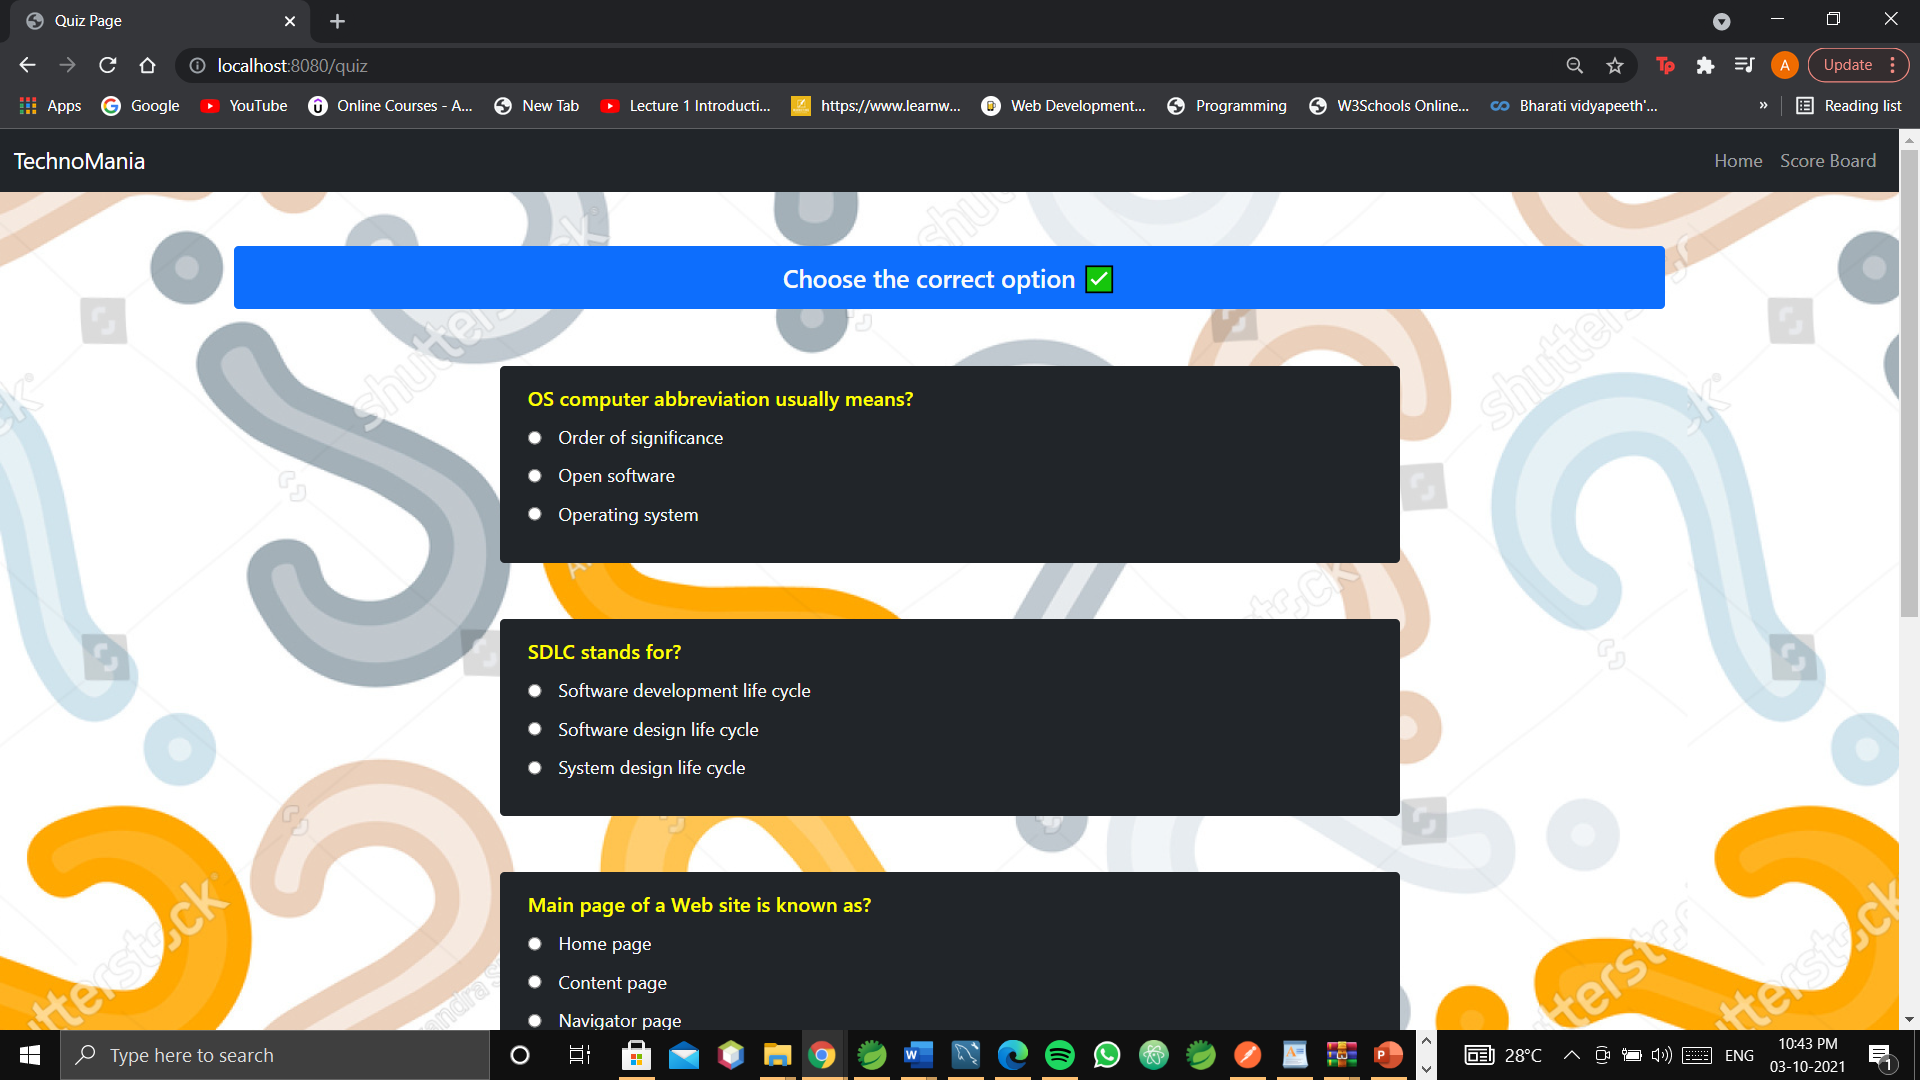 Quiz Page
localhost:8080/quiz
Update
Apps
Google
YouTube
Online Courses - A...
New Tab
Lecture 1 Introducti...
https://www.learnw...
Web Development...
Programming
W3Schools Online...
Bharati vidyapeeth'...
»
Reading list
TechnoMania
Home
Score Board
Choose the correct option
OS computer abbreviation usually means?
Order of significance
Open software
Operating system
SDLC stands for?
Software development life cycle
Software design life cycle
System design life cycle
Main page of a Web site is known as?
Home page
Content page
Navigator page
Type here to search
28°C
ENG
10:43 PM
03-10-2021
1